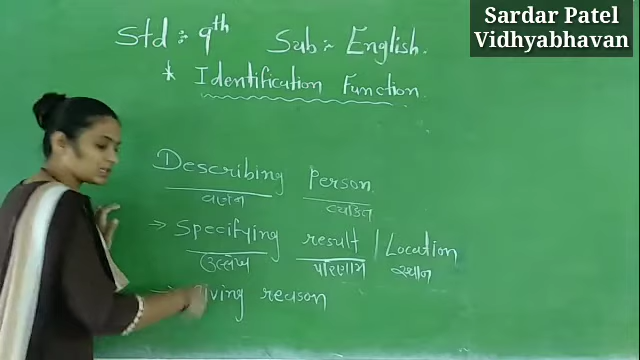 Sardar Patel
Vidhyabhavan
Std :- 9th Sub :- English.
* Identification Function
Describing Person.
વર્ણન વ્યક્તિ
→ Specifying result / Location
ઉલ્લેખ પરિણામ સ્થાન
→ Giving reason